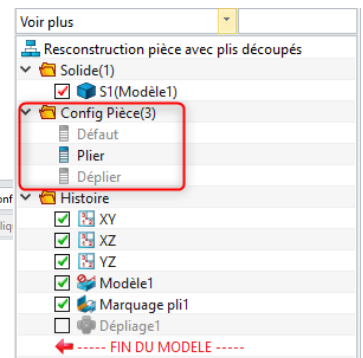 Voir plus
Resconstruction pièce avec plis découpés
Solide(1)
S1(Modèle1)
Config Pièce(3)
Défaut
Plier
Déplier
Histoire
XY
XZ
YZ
Modèle1
Marquage pli1
Dépliage1
----- FIN DU MODELE -----